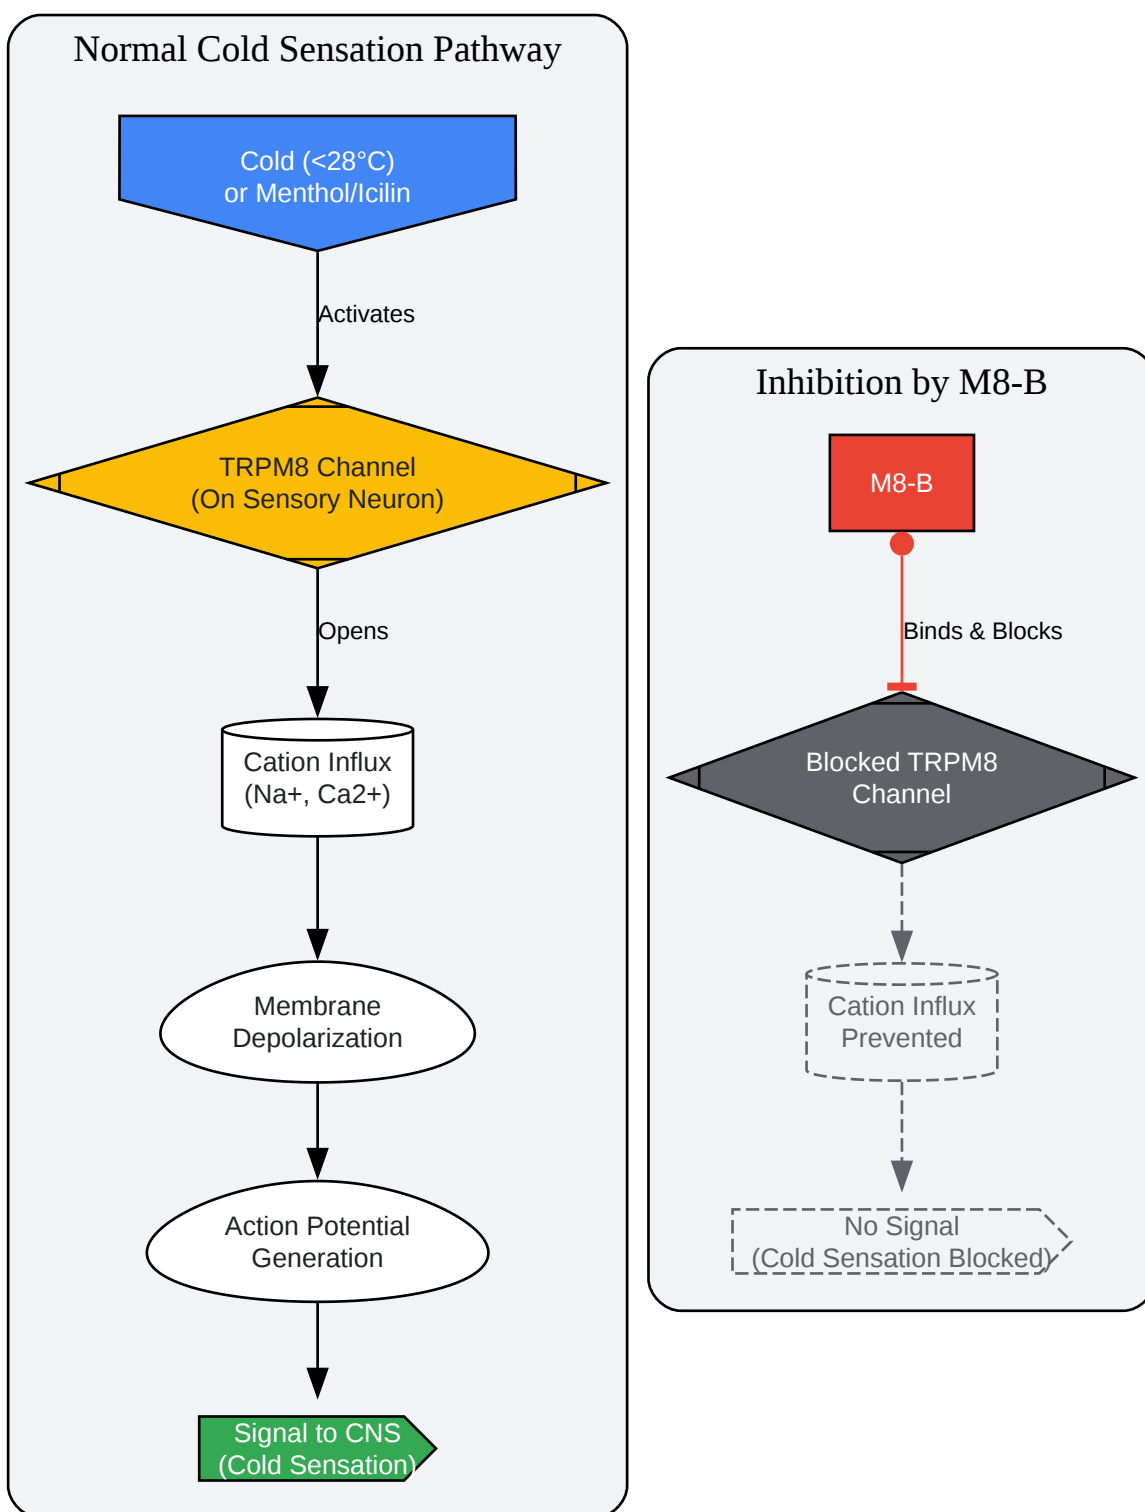 Normal Cold Sensation Pathway
Cold (<28°C)
or Menthol/Icilin
Activates
TRPM8 Channel
(On Sensory Neuron)
Opens
Cation Influx
(Na+, Ca2+)
Membrane
Depolarization
Action Potential
Generation
Signal to CNS
(Cold Sensation)
Inhibition by M8-B
M8-B
Binds & Blocks
Blocked TRPM8
Channel
Cation Influx
Prevented
No Signal
(Cold Sensation Blocked)